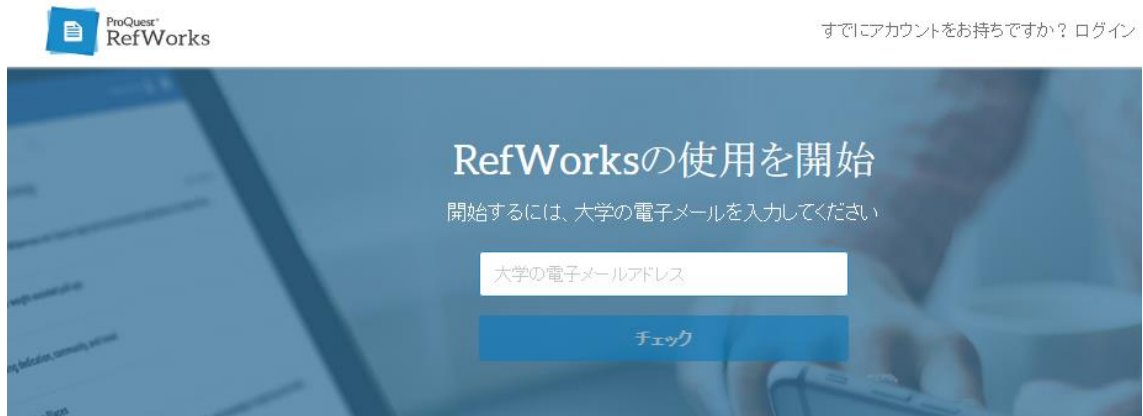 ProQuest®
RefWorks
すでにアカウントをお持ちですか？ログイン
RefWorksの使用を開始
開始するには、大学の電子メールを入力してください
大学の電子メールアドレス
チェック